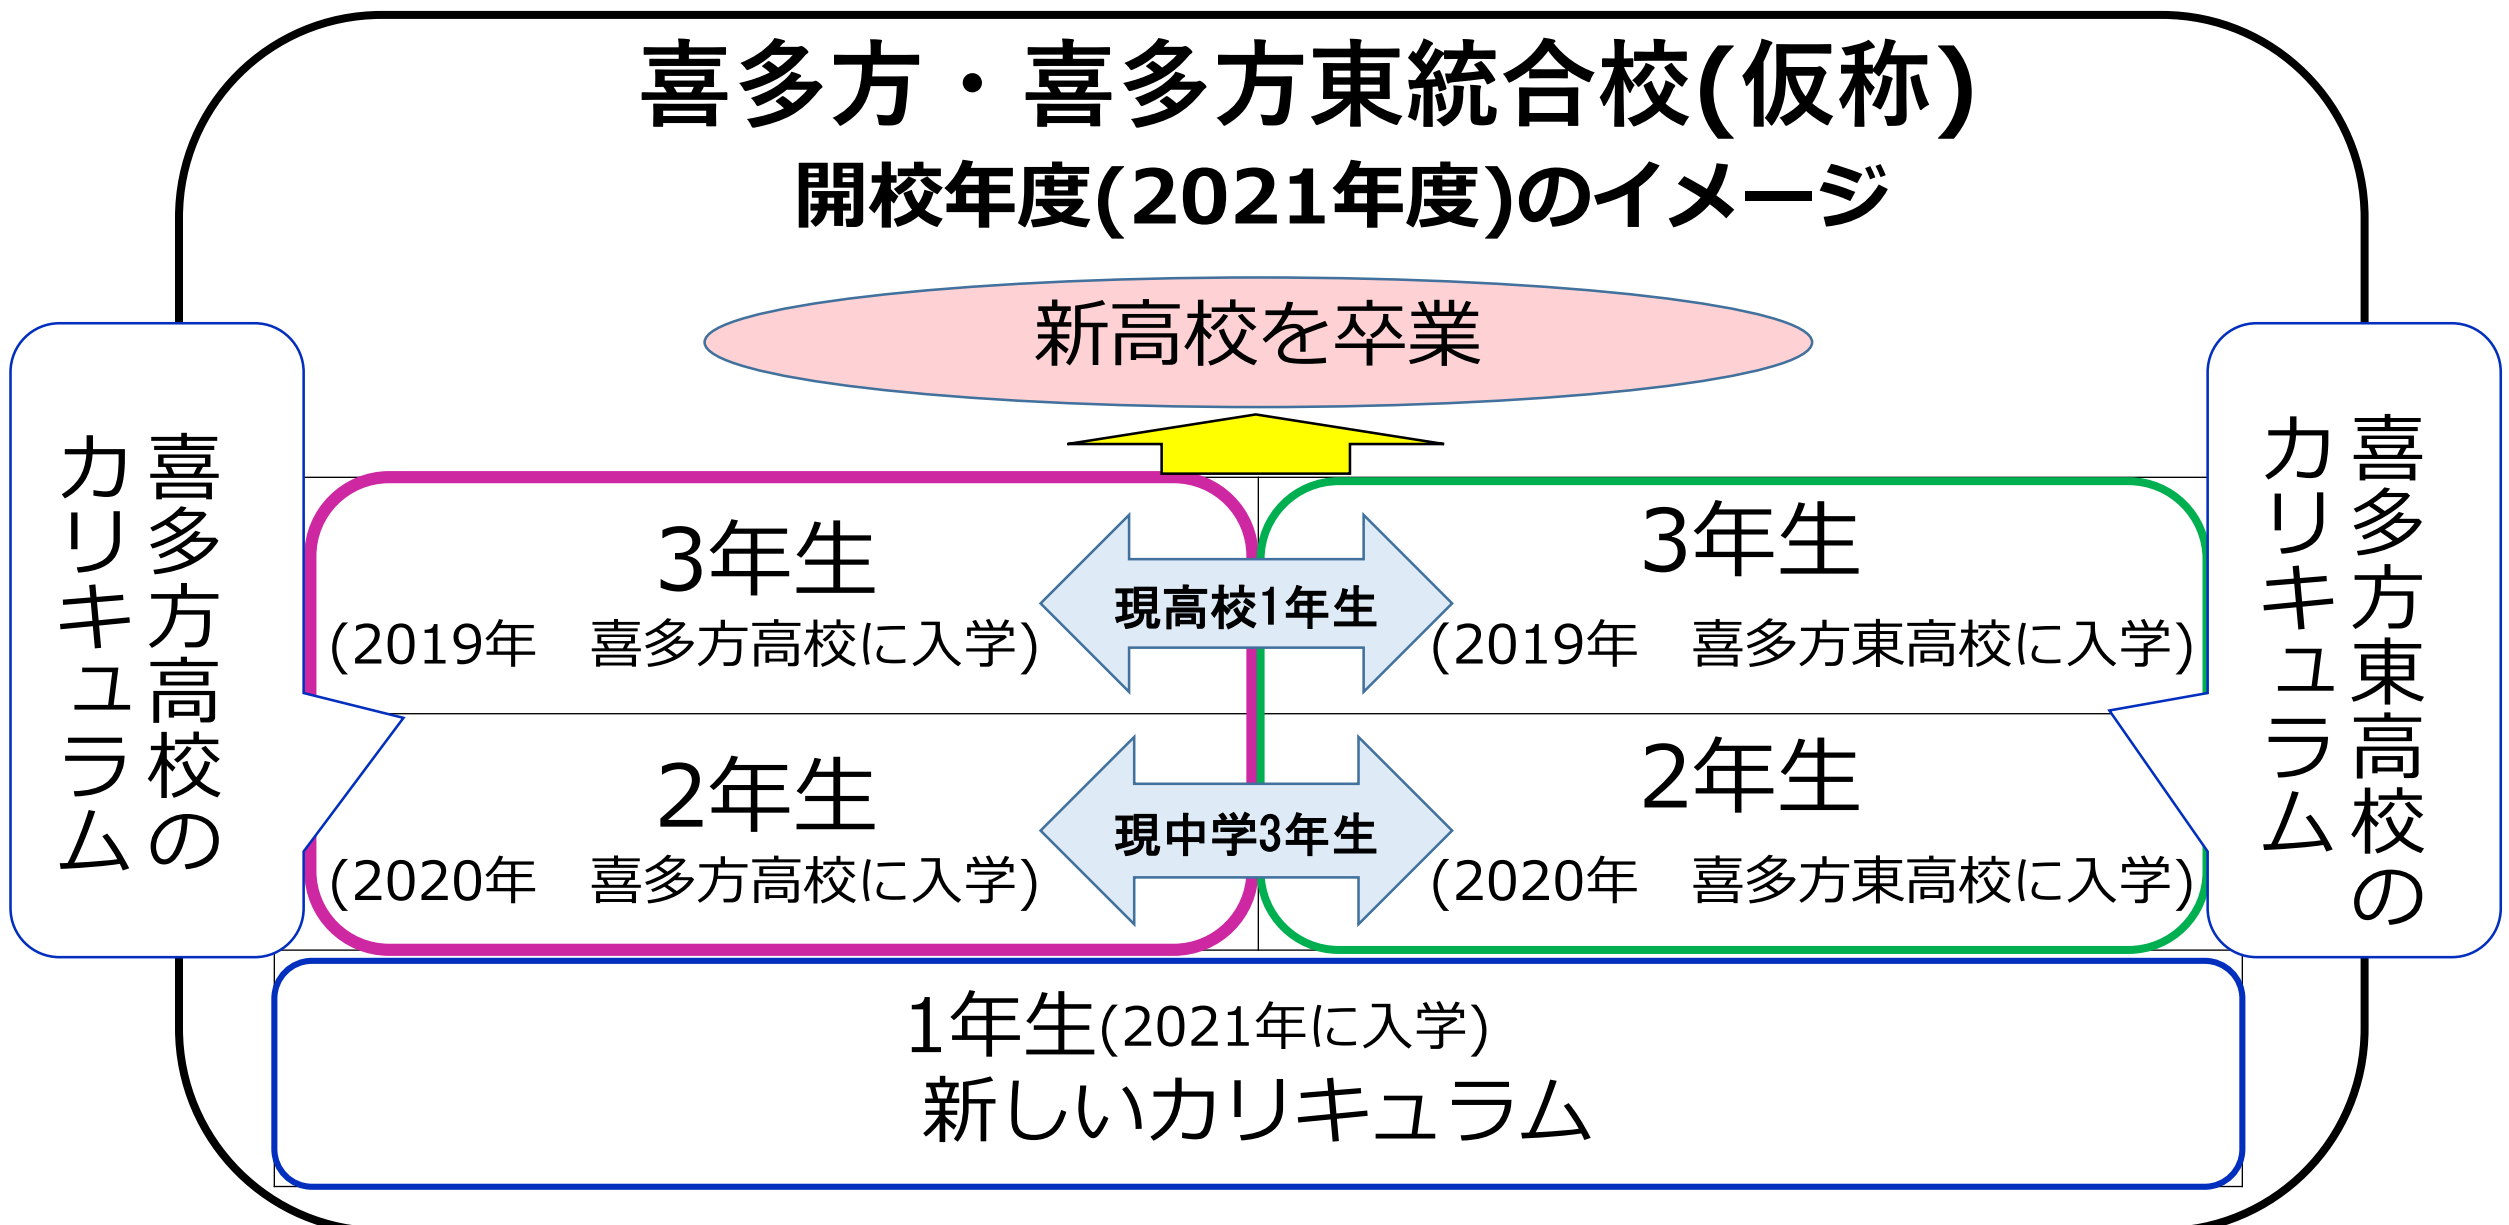 喜多方・喜多方東統合校(仮称)
開校年度(2021年度)のイメージ
新高校を卒業
喜多方高校の
カリキュラム
3年生
(2019年　喜多方高校に入学)
現高校1年生
3年生
(2019年　喜多方東高校に入学)
2年生
(2020年　喜多方高校に入学)
現中学3年生
2年生
(2020年　喜多方東高校に入学)
喜多方東高校の
カリキュラム
1年生(2021年に入学)
新しいカリキュラム